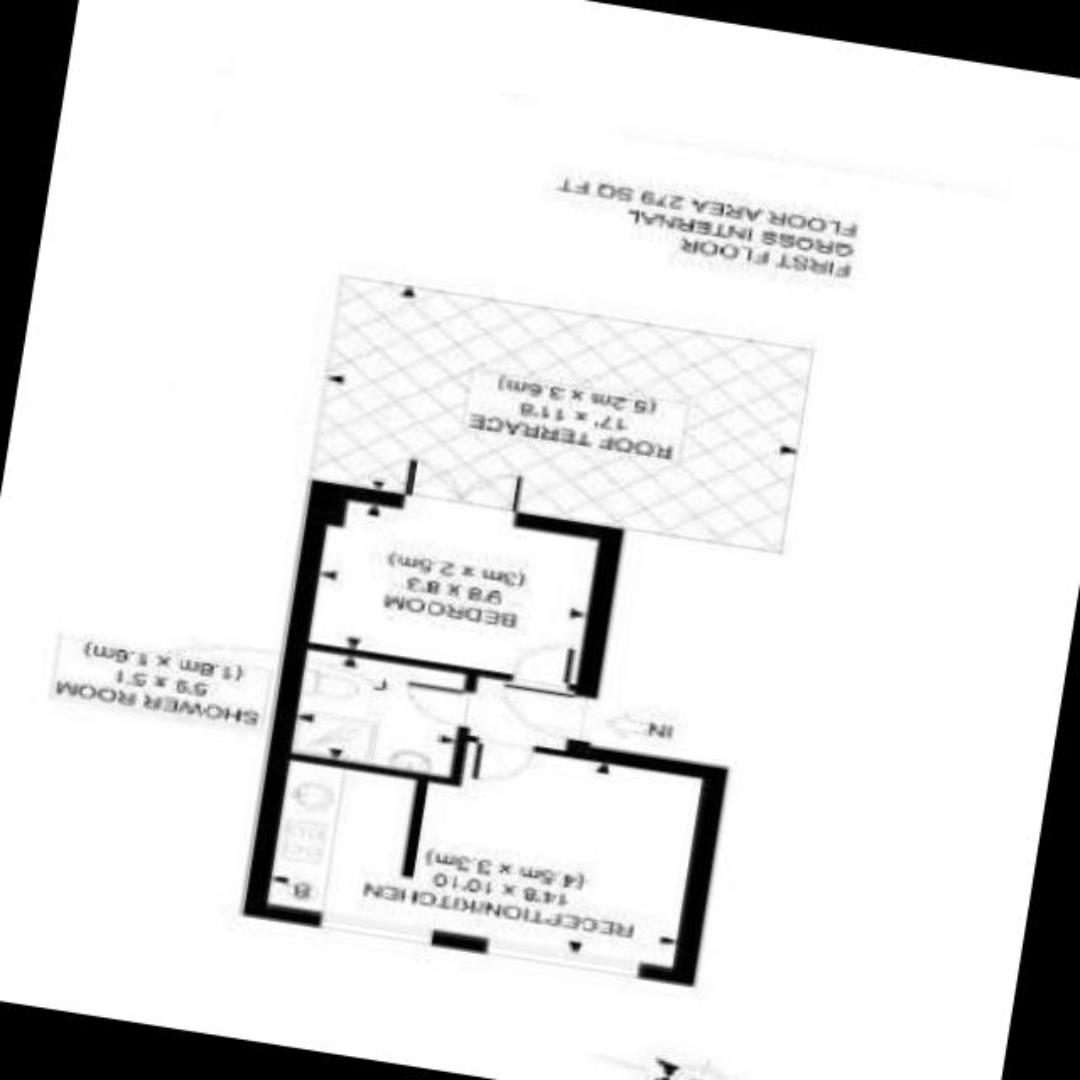 RECEPTION/KITCHEN
14'8 x 10'10
(4.5m x 3.3m)
B
IN
SHOWER ROOM
5'9 x 5'1
(1.8m x 1.6m)
BEDROOM
9'8 x 8'3
(3m x 2.5m)
ROOF TERRACE
17' x 11'8
(5.2m x 3.6m)
FIRST FLOOR
GROSS INTERNAL
FLOOR AREA 279 SQ FT